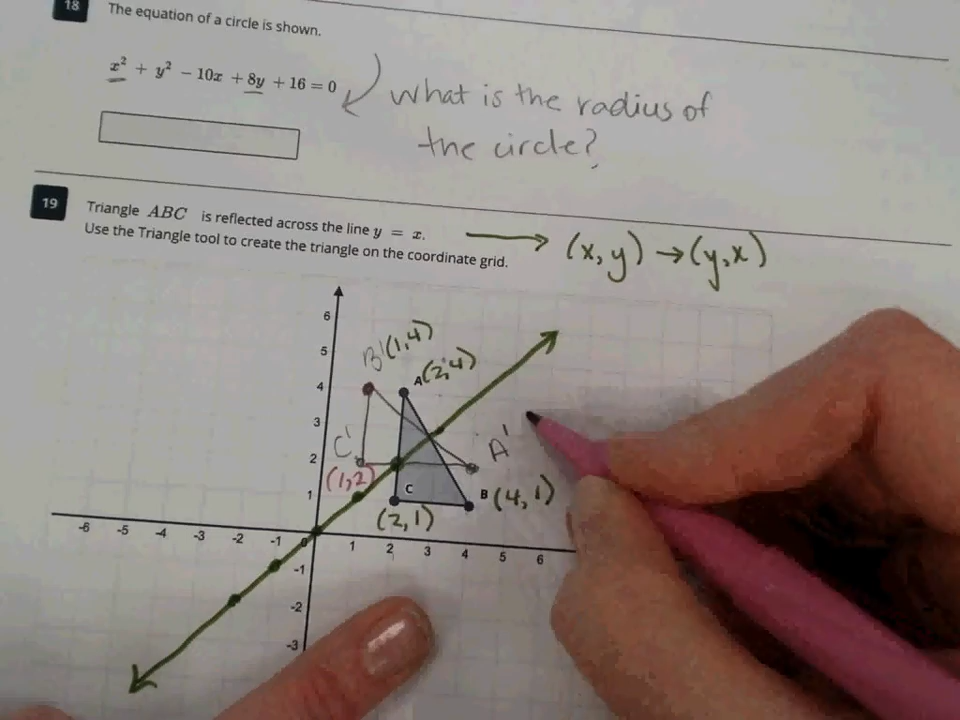 18 The equation of a circle is shown.
x² + y² − 10x + 8y + 16 = 0
What is the radius of
the circle?
19 Triangle ABC is reflected across the line y = x.
Use the Triangle tool to create the triangle on the coordinate grid.
(x,y) → (y,x)
6
5
B'(1,4)
A(2,4)
4
3
C'
A'
2
(1,2)
1
C
B (4,1)
(2,1)
-6 -5 -4 -3 -2 -1 0 1 2 3 4 5 6
-1
-2
-3